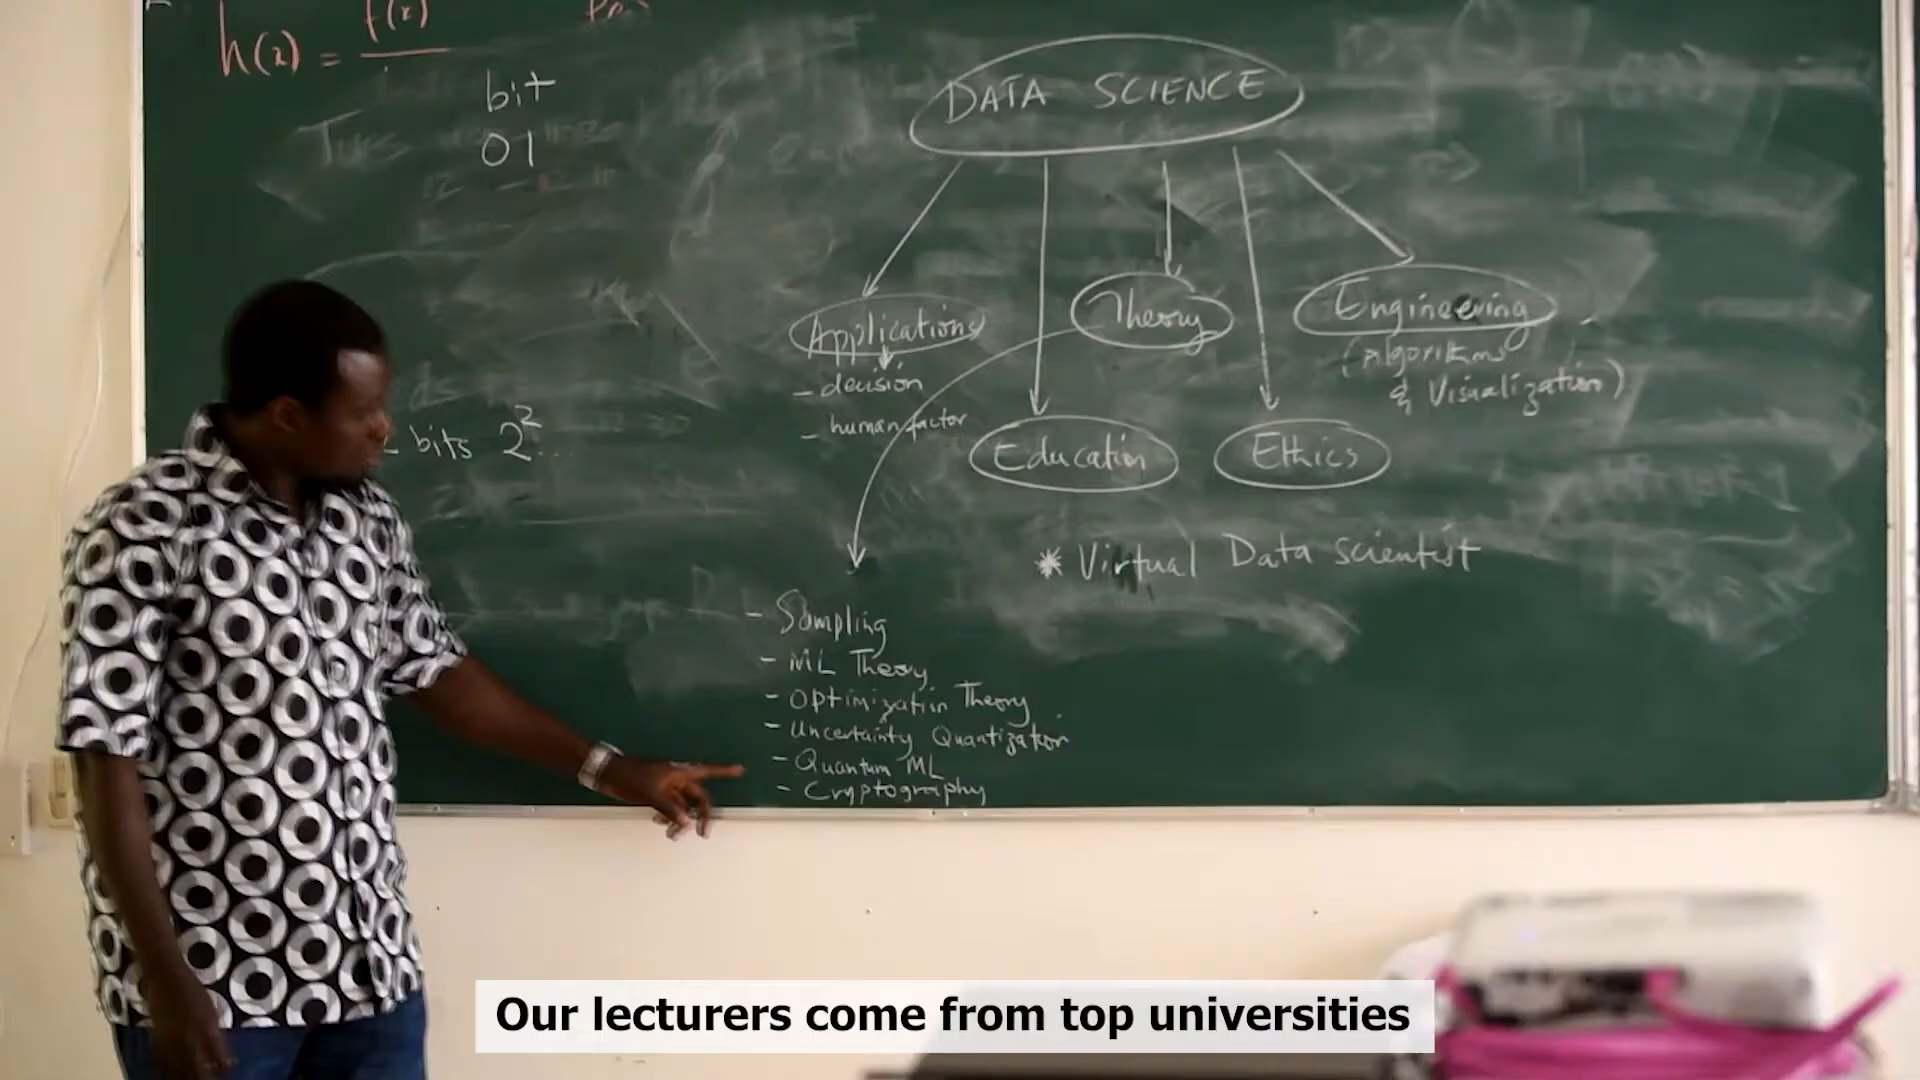 h(x) = f(x)
bit
01
bits 2²...
DATA SCIENCE
Applications
- decision
- human factor
Theory
Engineering
(Algorithms
& Visualization)
Education
Ethics
* Virtual Data scientist
- Sampling
- ML Theory
- Optimization Theory
- Uncertainty Quantization
- Quantum ML
- Cryptography
Our lecturers come from top universities